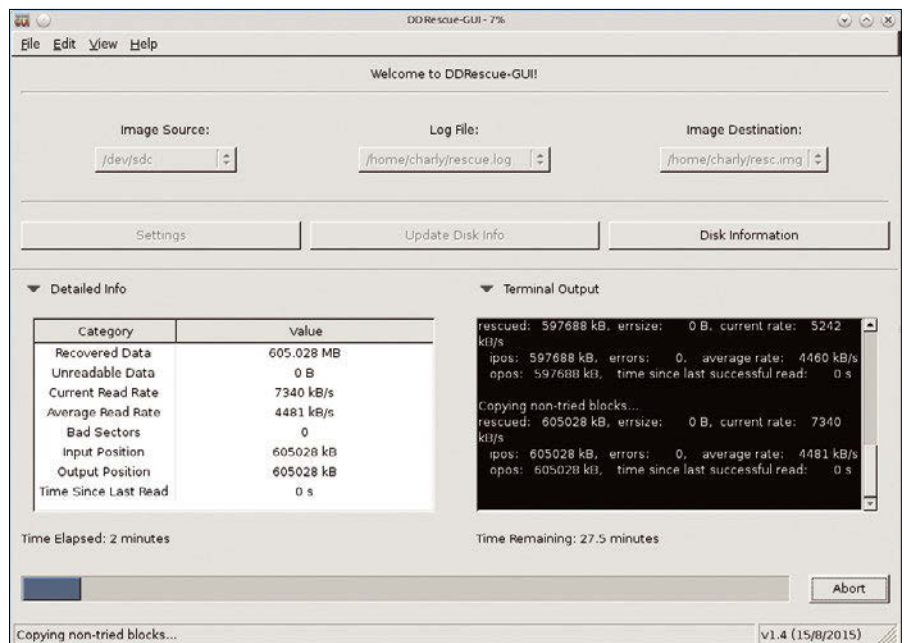 GUI
DDRescue-GUI - 7%
File Edit View Help
Welcome to DDRescue-GUI!
Image Source: Log File: Image Destination:
/dev/sdc /home/charly/rescue.log /home/charly/resc.img
Settings Update Disk Info Disk Information
Detailed Info
Category Value
Recovered Data 605.028 MB
Unreadable Data 0 B
Current Read Rate 7340 kB/s
Average Read Rate 4481 kB/s
Bad Sectors 0
Input Position 605028 kB
Output Position 605028 kB
Time Since Last Read 0 s
Terminal Output
rescued: 597688 kB, errsize: 0 B, current rate: 5242
kB/s
ipos: 597688 kB, errors: 0, average rate: 4460 kB/s
opos: 597688 kB, time since last successful read: 0 s
Copying non-tried blocks...
rescued: 605028 kB, errsize: 0 B, current rate: 7340
kB/s
ipos: 605028 kB, errors: 0, average rate: 4481 kB/s
opos: 605028 kB, time since last successful read: 0 s
Time Elapsed: 2 minutes Time Remaining: 27.5 minutes
Abort
Copying non-tried blocks... v1.4 (15/8/2015)